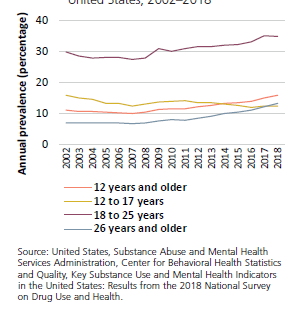 United States, 2002–2018
Annual prevalence (percentage)
40
30
20
10
0
2002
2003
2004
2005
2006
2007
2008
2009
2010
2011
2012
2013
2014
2015
2016
2017
2018
12 years and older
12 to 17 years
18 to 25 years
26 years and older
Source: United States, Substance Abuse and Mental Health
Services Administration, Center for Behavioral Health Statistics
and Quality, Key Substance Use and Mental Health Indicators
in the United States: Results from the 2018 National Survey
on Drug Use and Health.